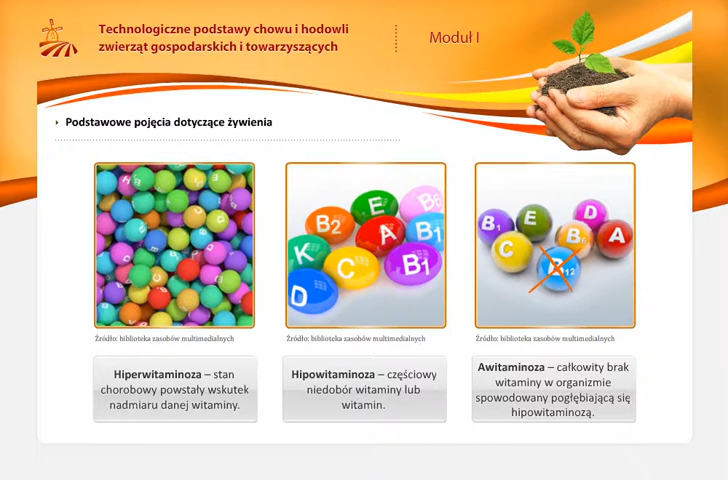 Technologiczne podstawy chowu i hodowli
zwierząt gospodarskich i towarzyszących
Moduł I
Podstawowe pojęcia dotyczące żywienia
B2
E
B6
K
A
B1
C
B1
D
B1
E
D
C
B6
A
B12
Źródło: biblioteka zasobów multimedialnych
Źródło: biblioteka zasobów multimedialnych
Źródło: biblioteka zasobów multimedialnych
Hiperwitaminoza – stan
chorobowy powstały wskutek
nadmiaru danej witaminy.
Hipowitaminoza – częściowy
niedobór witaminy lub
witamin.
Awitaminoza – całkowity brak
witaminy w organizmie
spowodowany pogłębiającą się
hipowitaminozą.